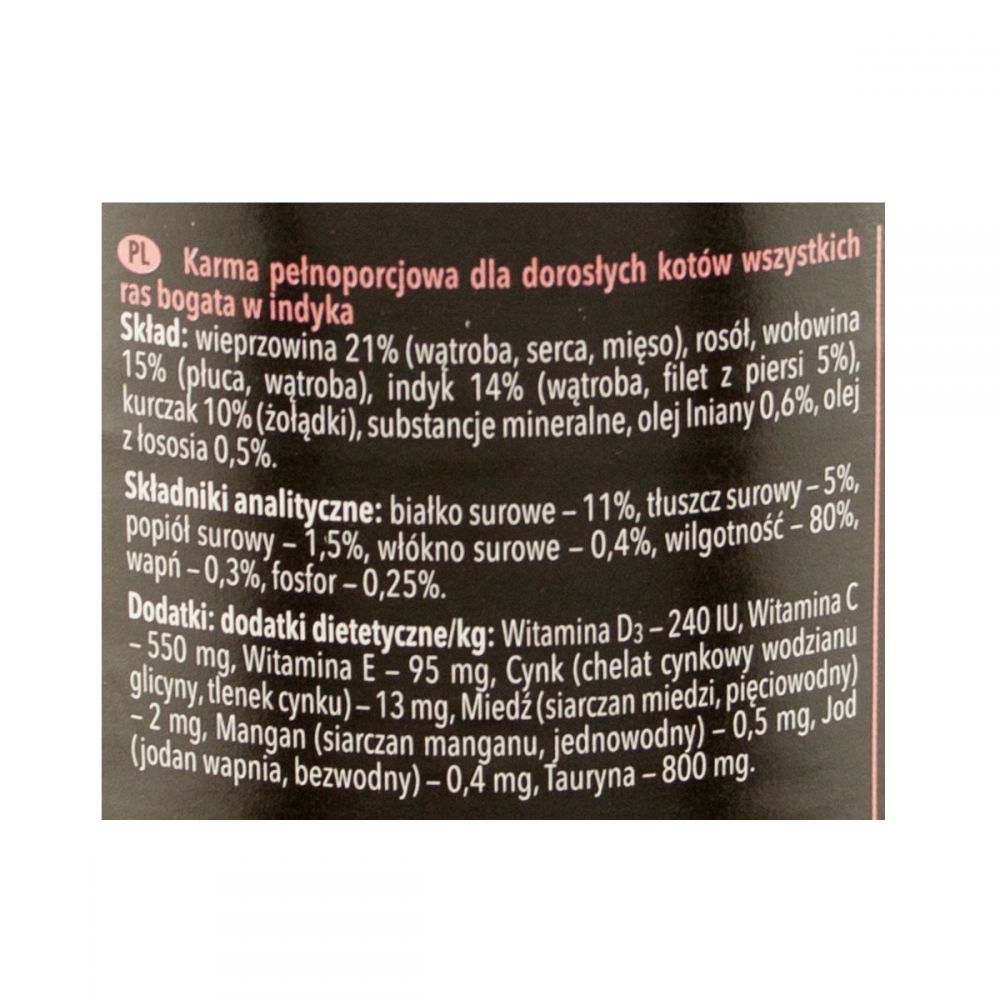 PL Karma pełnoporcjowa dla dorosłych kotów wszystkich
ras bogata w indyka
Skład: wieprzowina 21% (wątroba, serca, mięso), rosół, wołowina
15% (płuca, wątroba), indyk 14% (wątroba, filet z piersi 5%),
kurczak 10% (żołądki), substancje mineralne, olej lniany 0,6%, olej
z łososia 0,5%.
Składniki analityczne: białko surowe – 11%, tłuszcz surowy – 5%,
popiół surowy – 1,5%, włókno surowe – 0,4%, wilgotność – 80%,
wapń – 0,3%, fosfor – 0,25%.
Dodatki: dodatki dietetyczne/kg: Witamina D3 – 240 IU, Witamina C
– 550 mg, Witamina E – 95 mg, Cynk (chelat cynkowy wodzianu
glicyny, tlenek cynku) – 13 mg, Miedź (siarczan miedzi, pięciowodny)
– 2 mg, Mangan (siarczan manganu, jednowodny) – 0,5 mg, Jod
(jodan wapnia, bezwodny) – 0,4 mg, Tauryna – 800 mg.